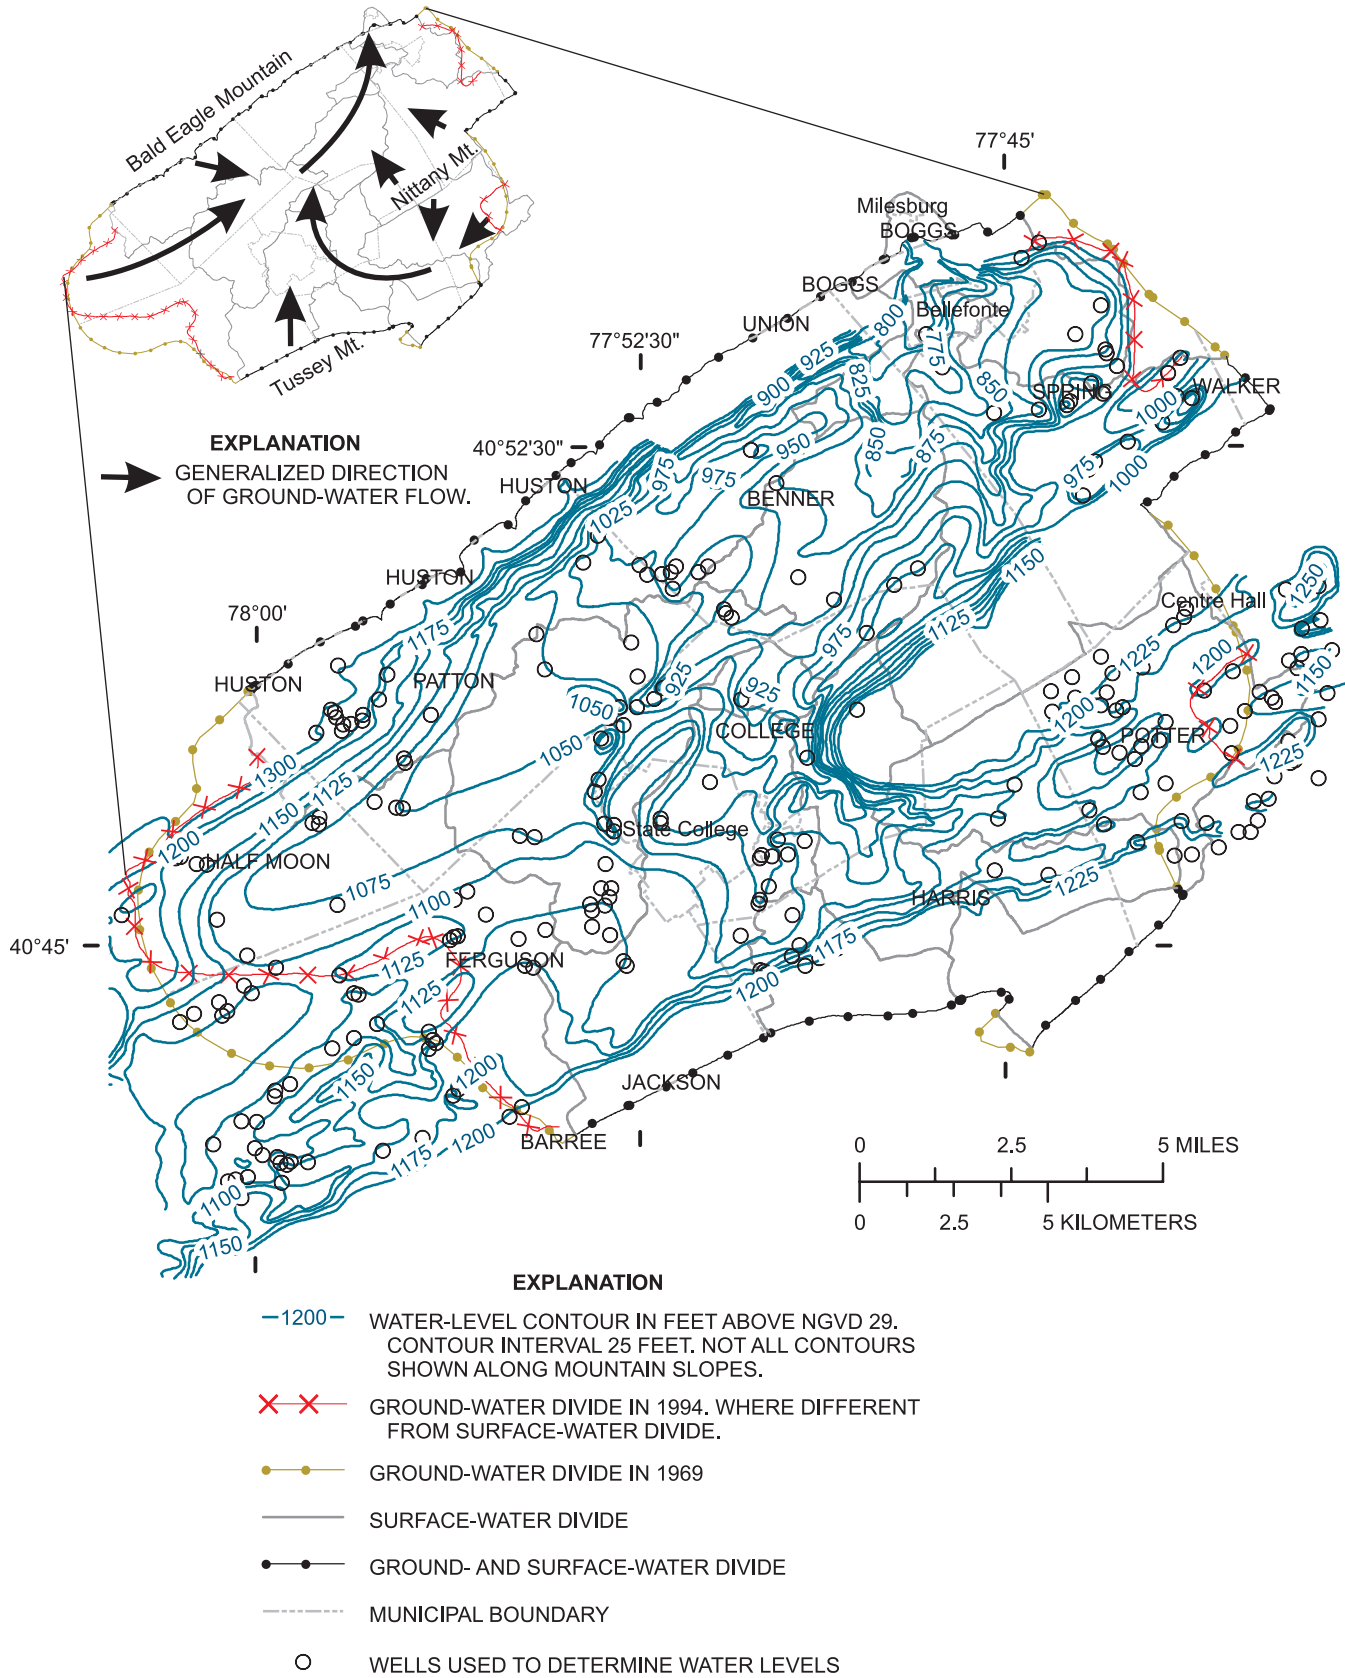 Bald Eagle Mountain
Nittany Mt.
Tussey Mt.
EXPLANATION
GENERALIZED DIRECTION
OF GROUND-WATER FLOW.
77°45'
77°52'30"
40°52'30"
78°00'
40°45'
Milesburg
BOGGS
BOGGS
UNION
Bellefonte
HUSTON
HUSTON
HUSTON
SPRING
WALKER
BENNER
PATTON
Centre Hall
COLLEGE
POTTER
State College
HALF MOON
HARRIS
FERGUSON
JACKSON
BARREE
800
775
925
900
825
850
850
875
950
975
975
1025
1000
975
1000
1150
1125
975
925
925
1175
1050
1050
1300
1125
1150
1200
1075
1100
1125
1125
1150
1200
1200
1175
1100
1150
1200
1175
1225
1200
1225
1200
1250
1150
1225
0
2.5
5 MILES
0
2.5
5 KILOMETERS
EXPLANATION
1200
WATER-LEVEL CONTOUR IN FEET ABOVE NGVD 29.
CONTOUR INTERVAL 25 FEET. NOT ALL CONTOURS
SHOWN ALONG MOUNTAIN SLOPES.
GROUND-WATER DIVIDE IN 1994. WHERE DIFFERENT
FROM SURFACE-WATER DIVIDE.
GROUND-WATER DIVIDE IN 1969
SURFACE-WATER DIVIDE
GROUND- AND SURFACE-WATER DIVIDE
MUNICIPAL BOUNDARY
WELLS USED TO DETERMINE WATER LEVELS